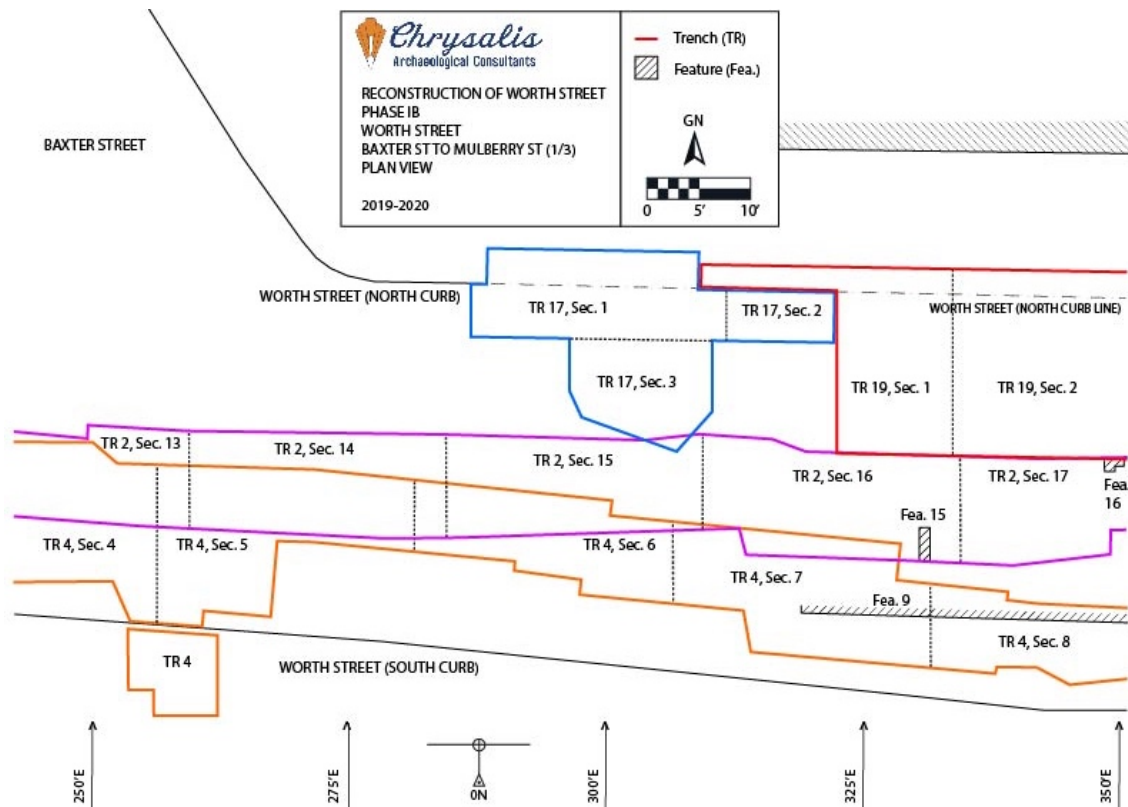 Chrysalis
Archaeological Consultants
RECONSTRUCTION OF WORTH STREET
PHASE IB
WORTH STREET
BAXTER ST TO MULBERRY ST (1/3)
PLAN VIEW
2019-2020
Trench (TR)
Feature (Fea.)
GN
0 5' 10'
BAXTER STREET
WORTH STREET (NORTH CURB)
WORTH STREET (NORTH CURB LINE)
TR 17, Sec. 1
TR 17, Sec. 2
TR 17, Sec. 3
TR 19, Sec. 1
TR 19, Sec. 2
TR 2, Sec. 13
TR 2, Sec. 14
TR 2, Sec. 15
TR 2, Sec. 16
TR 2, Sec. 17
Fea.
16
Fea. 15
TR 4, Sec. 4
TR 4, Sec. 5
TR 4, Sec. 6
TR 4, Sec. 7
Fea. 9
TR 4, Sec. 8
TR 4
WORTH STREET (SOUTH CURB)
250'E
275'E
0N
300'E
325'E
350'E